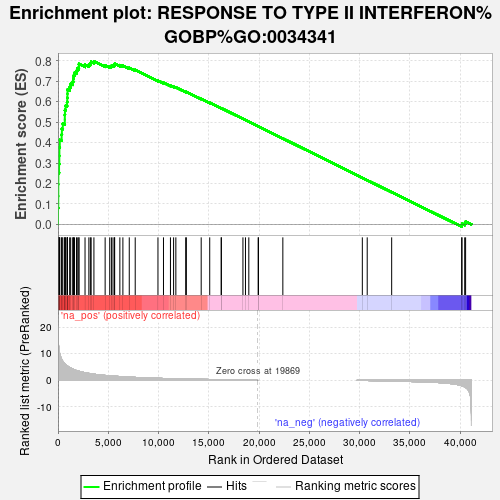 Enrichment plot: RESPONSE TO TYPE II INTERFERON%
GOBP%GO:0034341
Enrichment score (ES)
0.8
0.7
0.6
0.5
0.4
0.3
0.2
0.1
0.0
'na_pos' (positively correlated)
Ranked list metric (PreRanked)
20
10
0
-10
Zero cross at 19869
'na_neg' (negatively correlated)
0
5,000
10,000
15,000
20,000
25,000
30,000
35,000
40,000
Rank in Ordered Dataset
Enrichment profile
Hits
Ranking metric scores